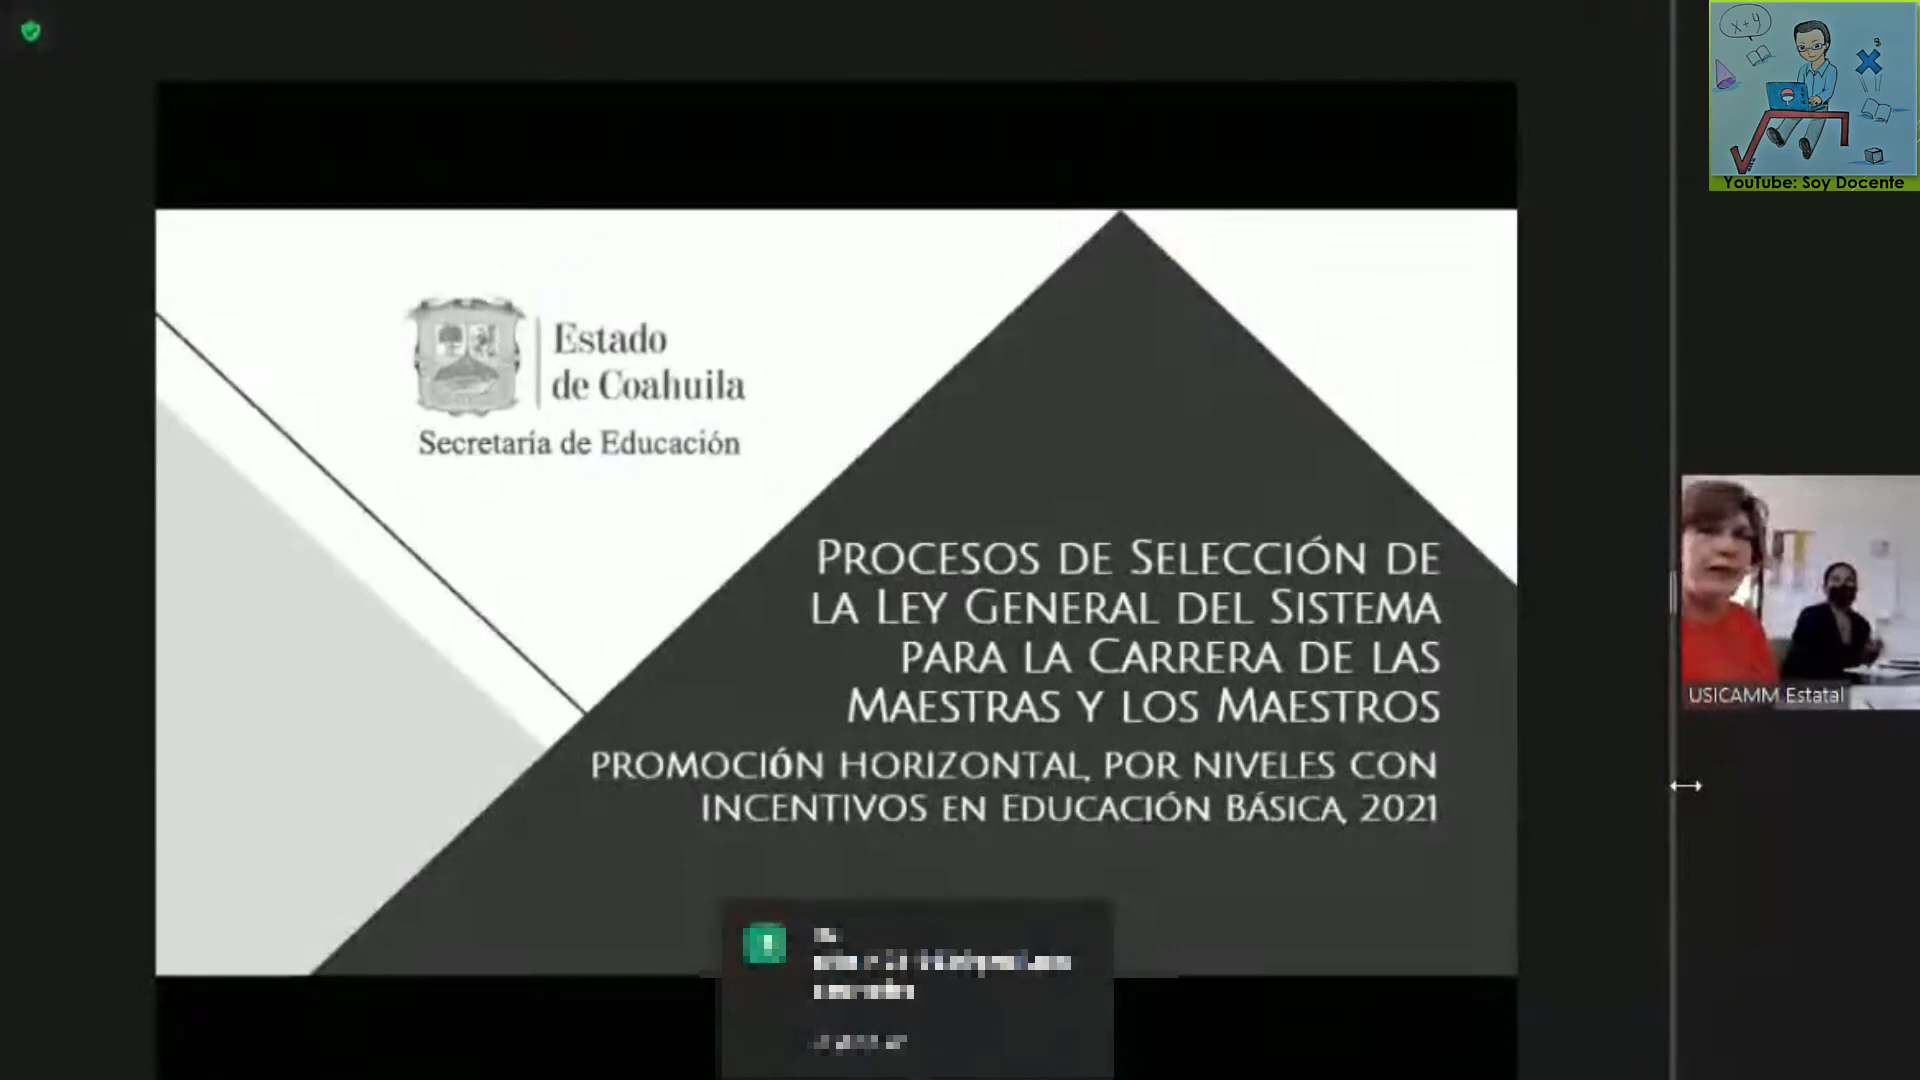 x+y
3
YouTube: Soy Docente
Estado
de Coahuila
Secretaría de Educación
Procesos de Selección de
la Ley General del Sistema
para la Carrera de las
Maestras y los Maestros
promoción horizontal, por niveles con
incentivos en Educación Básica, 2021
USICAMM Estatal